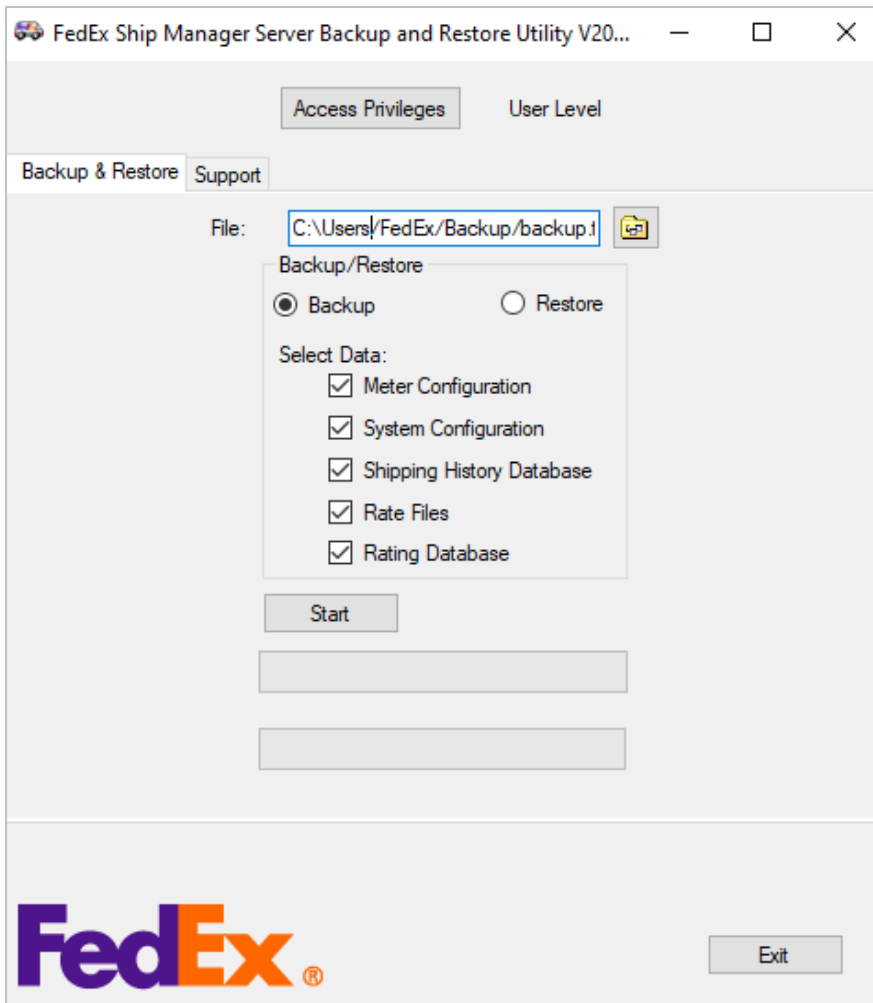 FedEx Ship Manager Server Backup and Restore Utility V20...
Access Privileges User Level
Backup & Restore Support
File: C:\Users/FedEx/Backup/backup.f
Backup/Restore
Backup Restore
Select Data:
Meter Configuration
System Configuration
Shipping History Database
Rate Files
Rating Database
Start
FedEx®
Exit